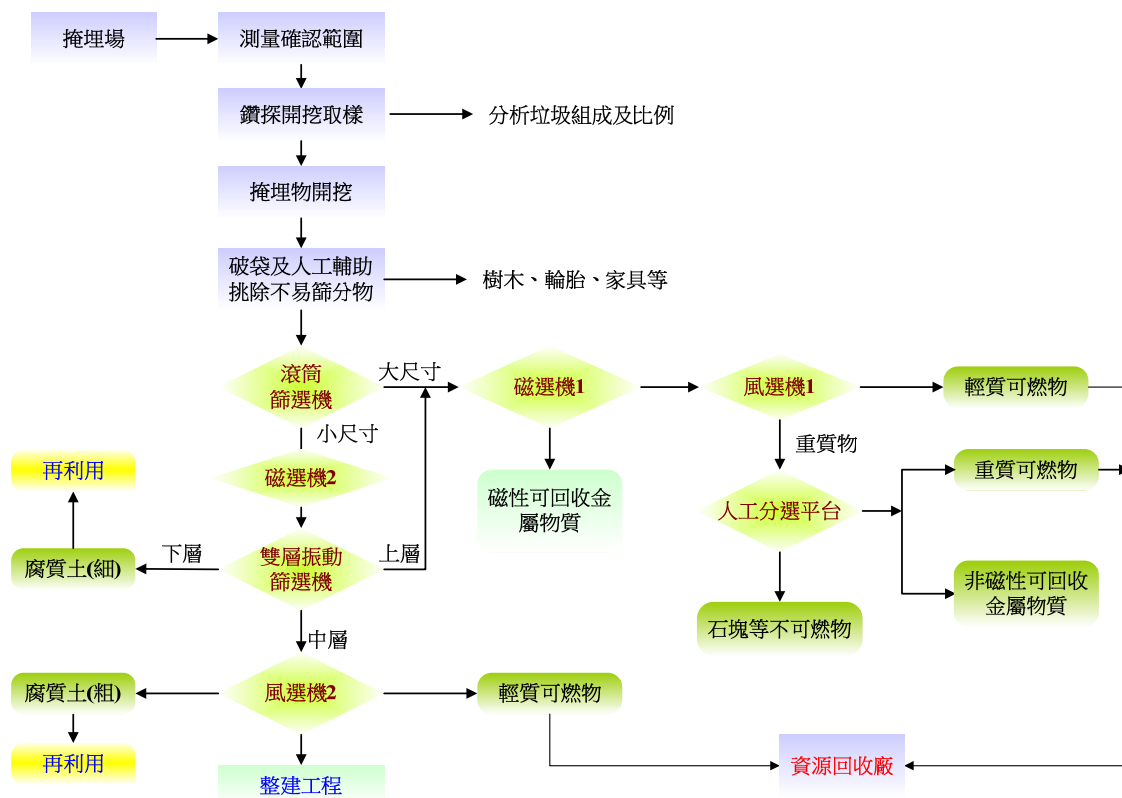 掩埋場
測量確認範圍
鑽探開挖取樣
分析垃圾組成及比例
掩埋物開挖
破袋及人工輔助
挑除不易篩分物
樹木、輪胎、家具等
滾筒
篩選機
大尺寸
磁選機1
風選機1
輕質可燃物
小尺寸
重質物
再利用
磁選機2
磁性可回收金
屬物質
人工分選平台
重質可燃物
腐質土(細)
下層
雙層振動
篩選機
上層
非磁性可回收
金屬物質
石塊等不可燃物
中層
腐質土(粗)
風選機2
輕質可燃物
再利用
整建工程
資源回收廠